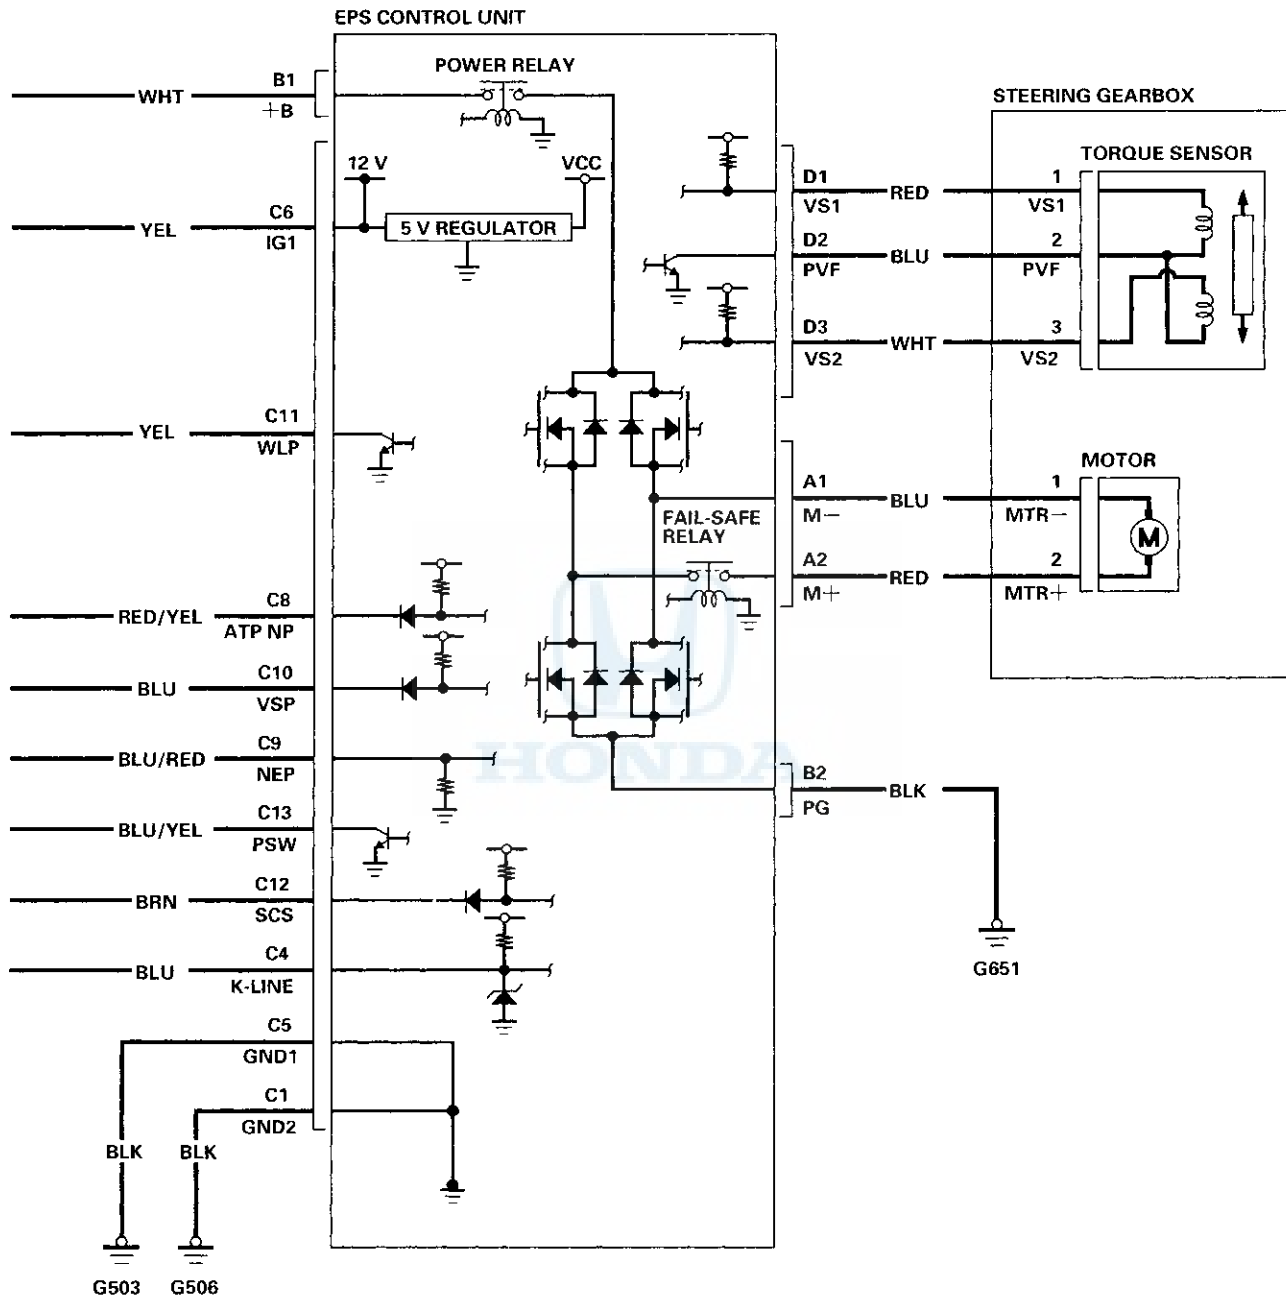 EPS CONTROL UNIT
POWER RELAY
B1
WHT
+B
STEERING GEARBOX
12 V
VCC
TORQUE SENSOR
D1
RED
1
VS1
VS1
C6
YEL
5 V REGULATOR
IG1
D2
BLU
2
PVF
PVF
D3
WHT
3
VS2
VS2
C11
YEL
WLP
MOTOR
A1
BLU
1
M−
MTR−
M
FAIL-SAFE
RELAY
A2
RED
2
M+
MTR+
C8
RED/YEL
ATP NP
C10
BLU
VSP
C9
BLU/RED
NEP
HONDA
B2
BLK
PG
C13
BLU/YEL
PSW
C12
BRN
SCS
C4
BLU
K-LINE
G651
C5
GND1
C1
GND2
BLK
BLK
G503
G506